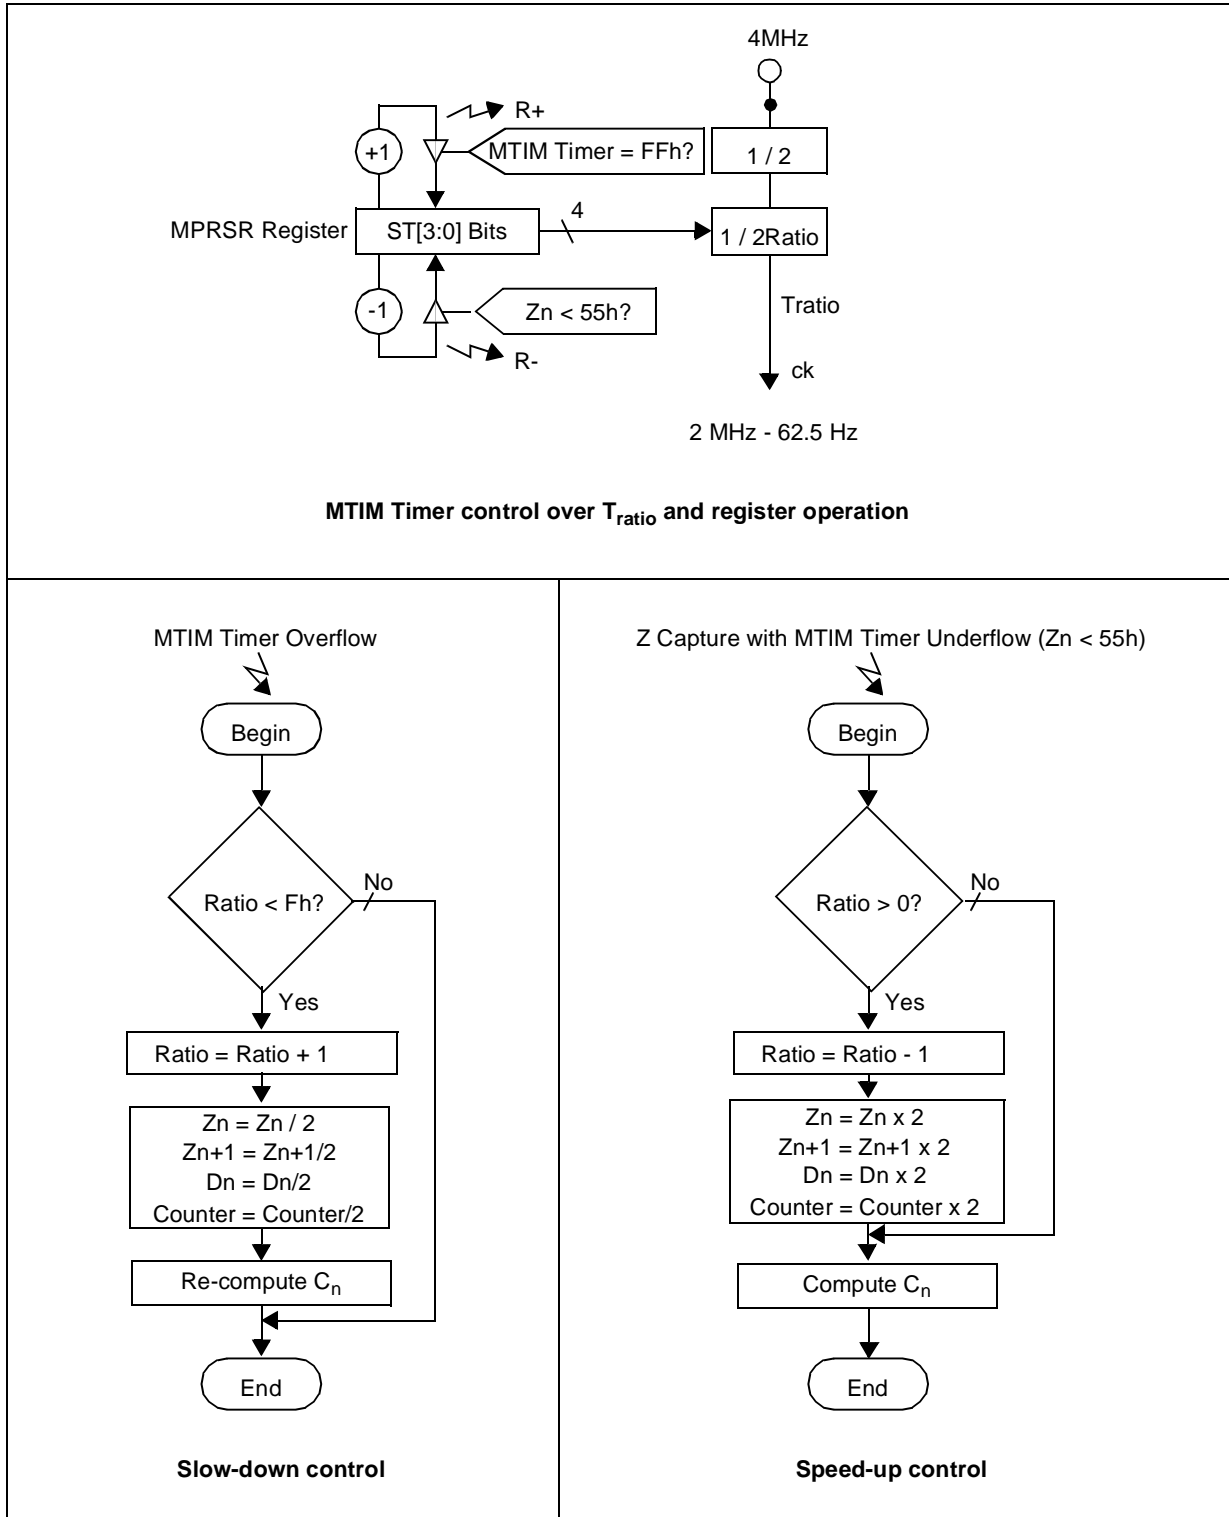 4MHz
R+
+1
MTIM Timer = FFh?
1 / 2
4
MPRSR Register
ST[3:0] Bits
1 / 2Ratio
-1
Zn < 55h?
Tratio
R-
ck
2 MHz - 62.5 Hz
MTIM Timer control over Tratio and register operation
MTIM Timer Overflow
Begin
Ratio < Fh?
No
Yes
Ratio = Ratio + 1
Zn = Zn / 2
Zn+1 = Zn+1/2
Dn = Dn/2
Counter = Counter/2
Re-compute Cn
End
Slow-down control
Z Capture with MTIM Timer Underflow (Zn < 55h)
Begin
Ratio > 0?
No
Yes
Ratio = Ratio - 1
Zn = Zn x 2
Zn+1 = Zn+1 x 2
Dn = Dn x 2
Counter = Counter x 2
Compute Cn
End
Speed-up control